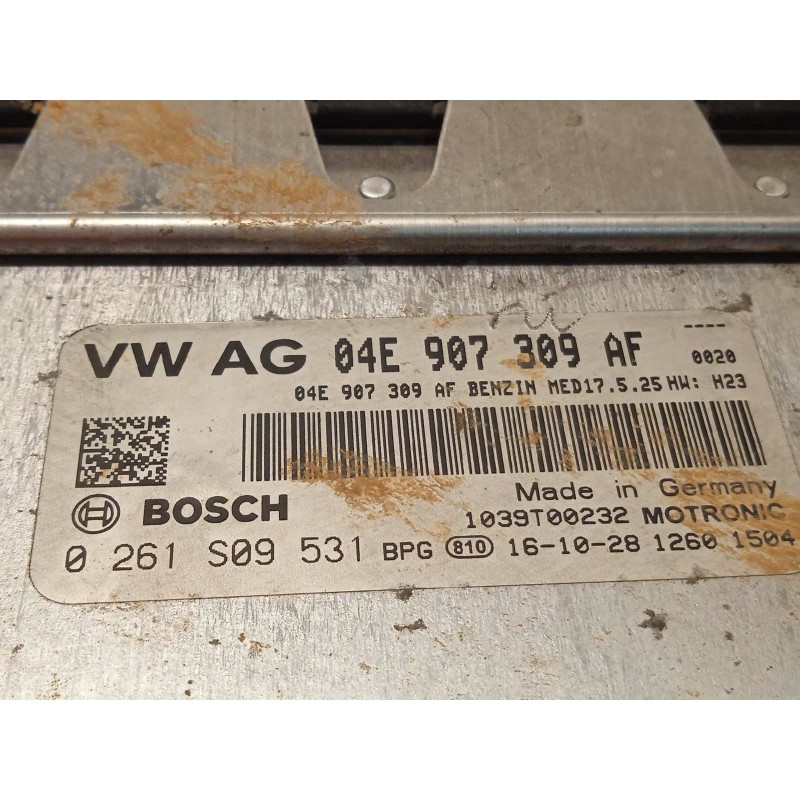 VW AG 04E 907 309 AF ----
0020
04E 907 309 AF BENZIN MED17.5.25 HW: H23
Made in Germany
BOSCH 1039T00232 MOTRONIC
0 261 S09 531 BPG 810 16-10-28 1260 1504